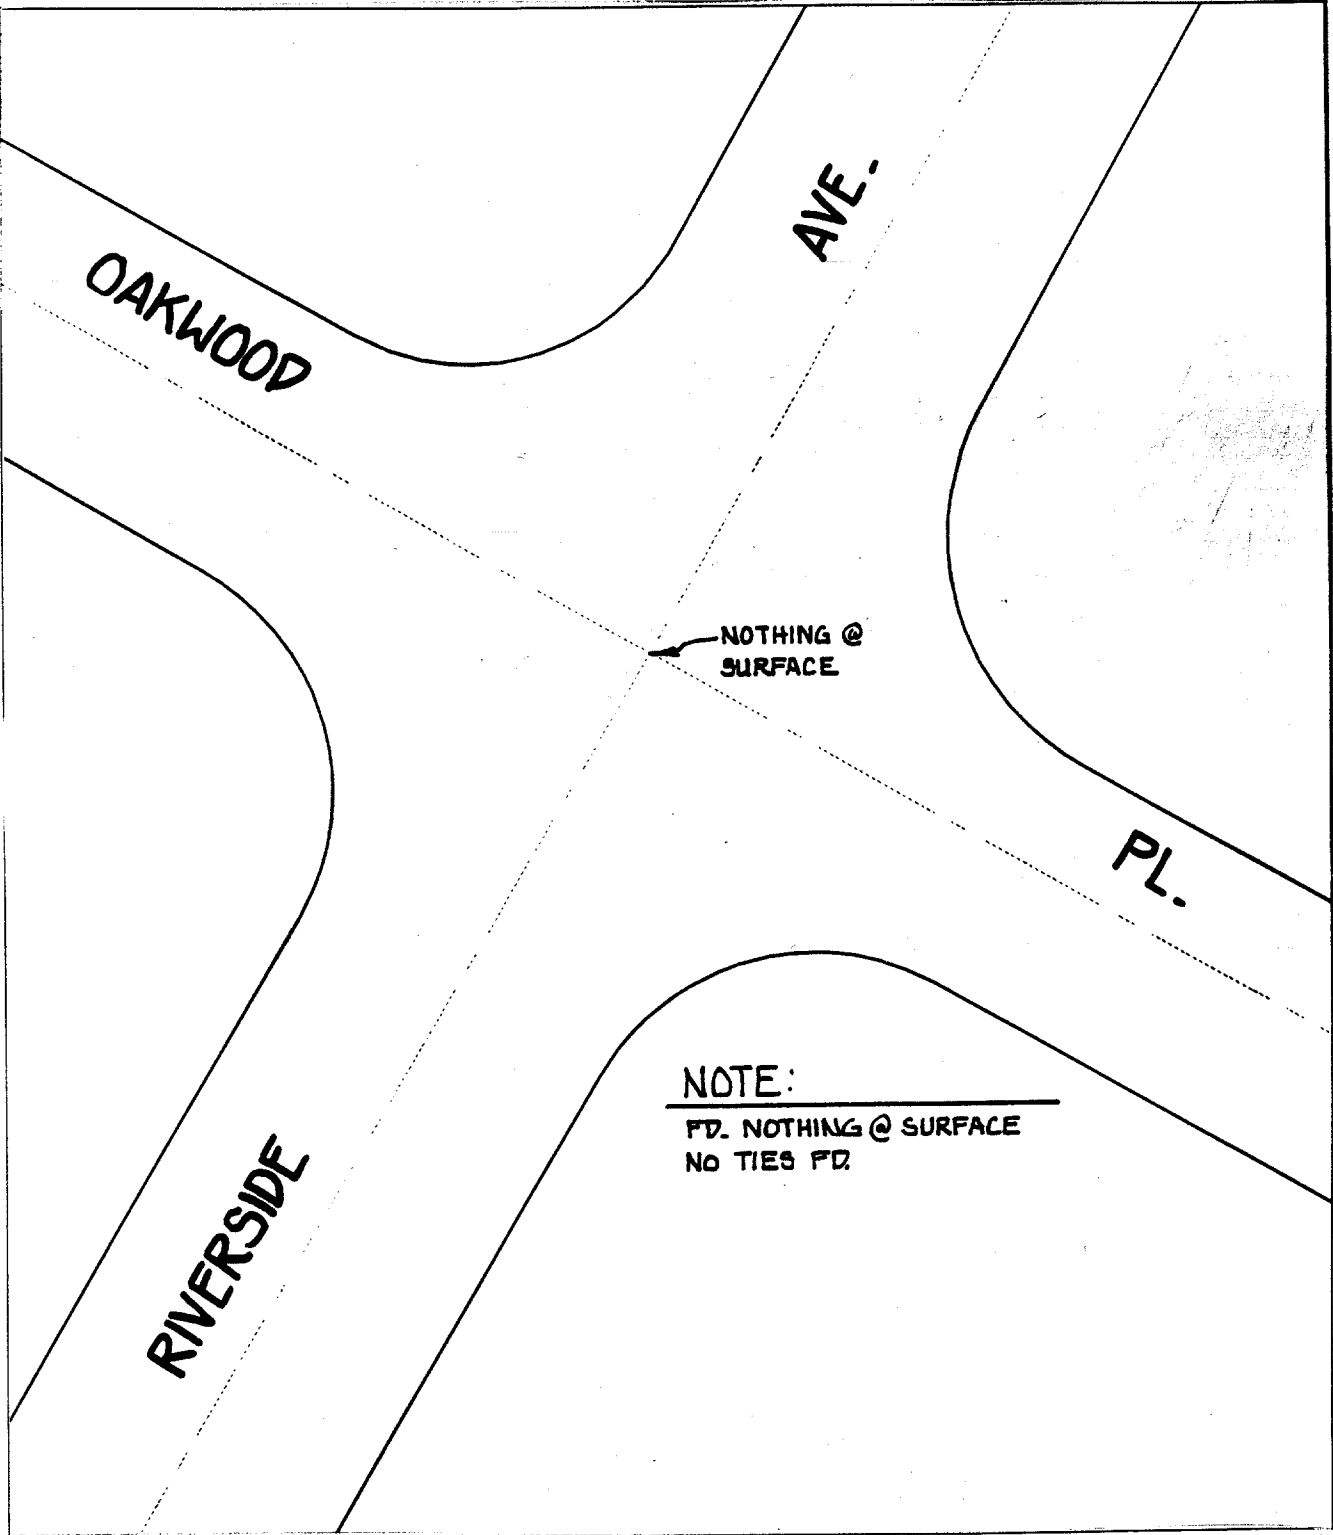 AVE.
OAKWOOD
NOTHING @
SURFACE
PL.
NOTE:
FD. NOTHING @ SURFACE
NO TIES FD.
RIVERSIDE